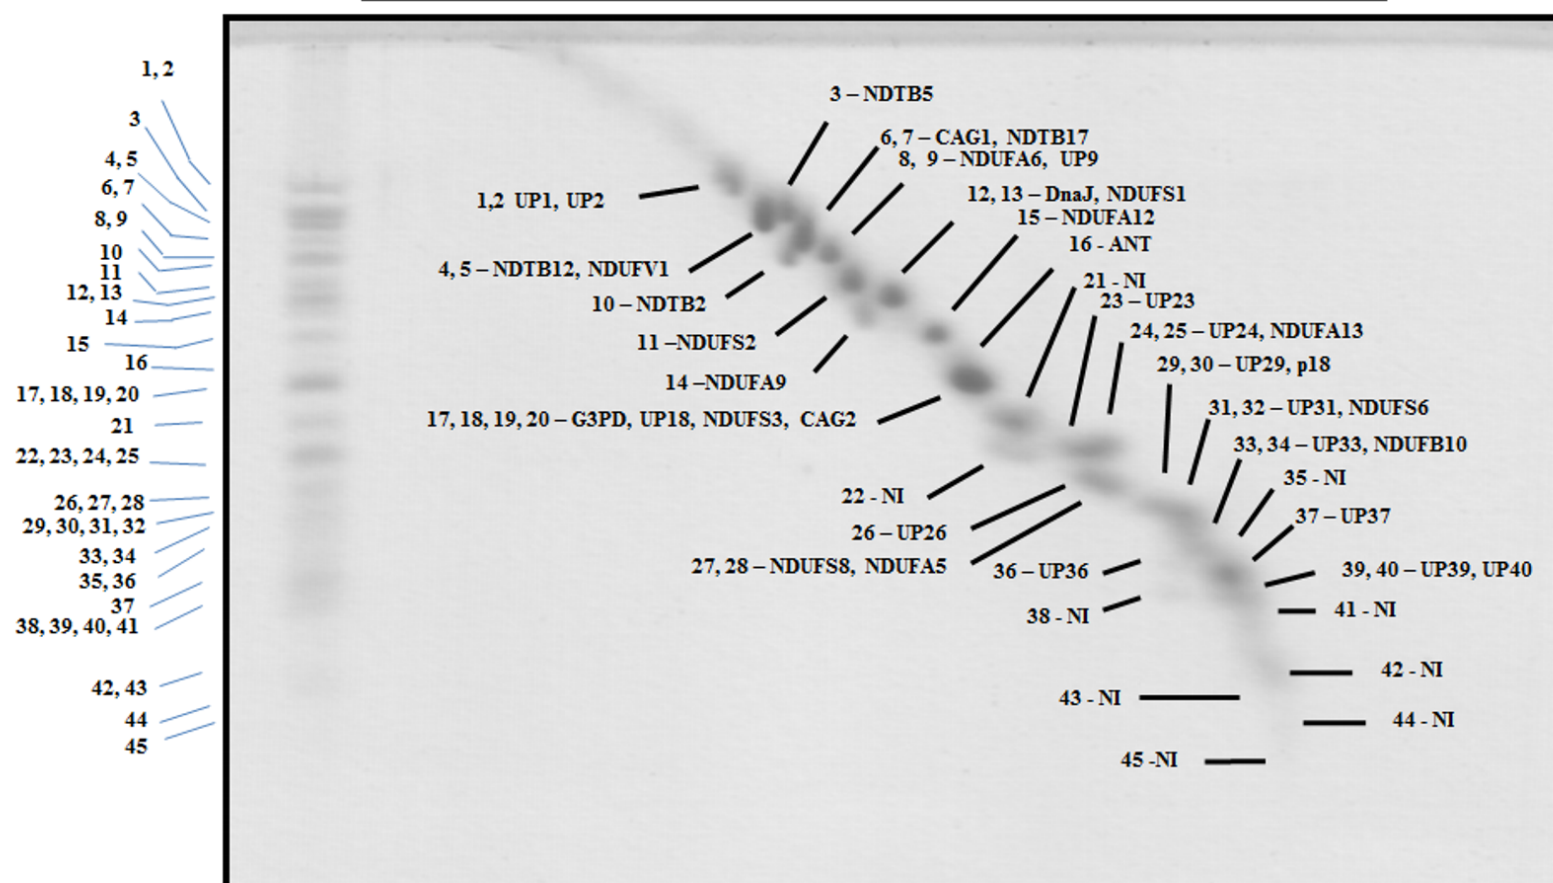 1, 2
3
4, 5
6, 7
8, 9
10
11
12, 13
14
15
16
17, 18, 19, 20
21
22, 23, 24, 25
26, 27, 28
29, 30, 31, 32
33, 34
35, 36
37
38, 39, 40, 41
42, 43
44
45
3 – NDTB5
6, 7 – CAG1, NDTB17
8, 9 – NDUFA6, UP9
1,2 UP1, UP2
12, 13 – DnaJ, NDUFS1
15 – NDUFA12
16 - ANT
4, 5 – NDTB12, NDUFV1
21 - NI
10 – NDTB2
23 – UP23
24, 25 – UP24, NDUFA13
11 –NDUFS2
29, 30 – UP29, p18
14 –NDUFA9
31, 32 – UP31, NDUFS6
17, 18, 19, 20 – G3PD, UP18, NDUFS3, CAG2
33, 34 – UP33, NDUFB10
35 - NI
22 - NI
37 – UP37
26 – UP26
27, 28 – NDUFS8, NDUFA5
36 – UP36
39, 40 – UP39, UP40
38 - NI
41 - NI
42 - NI
43 - NI
44 - NI
45 -NI